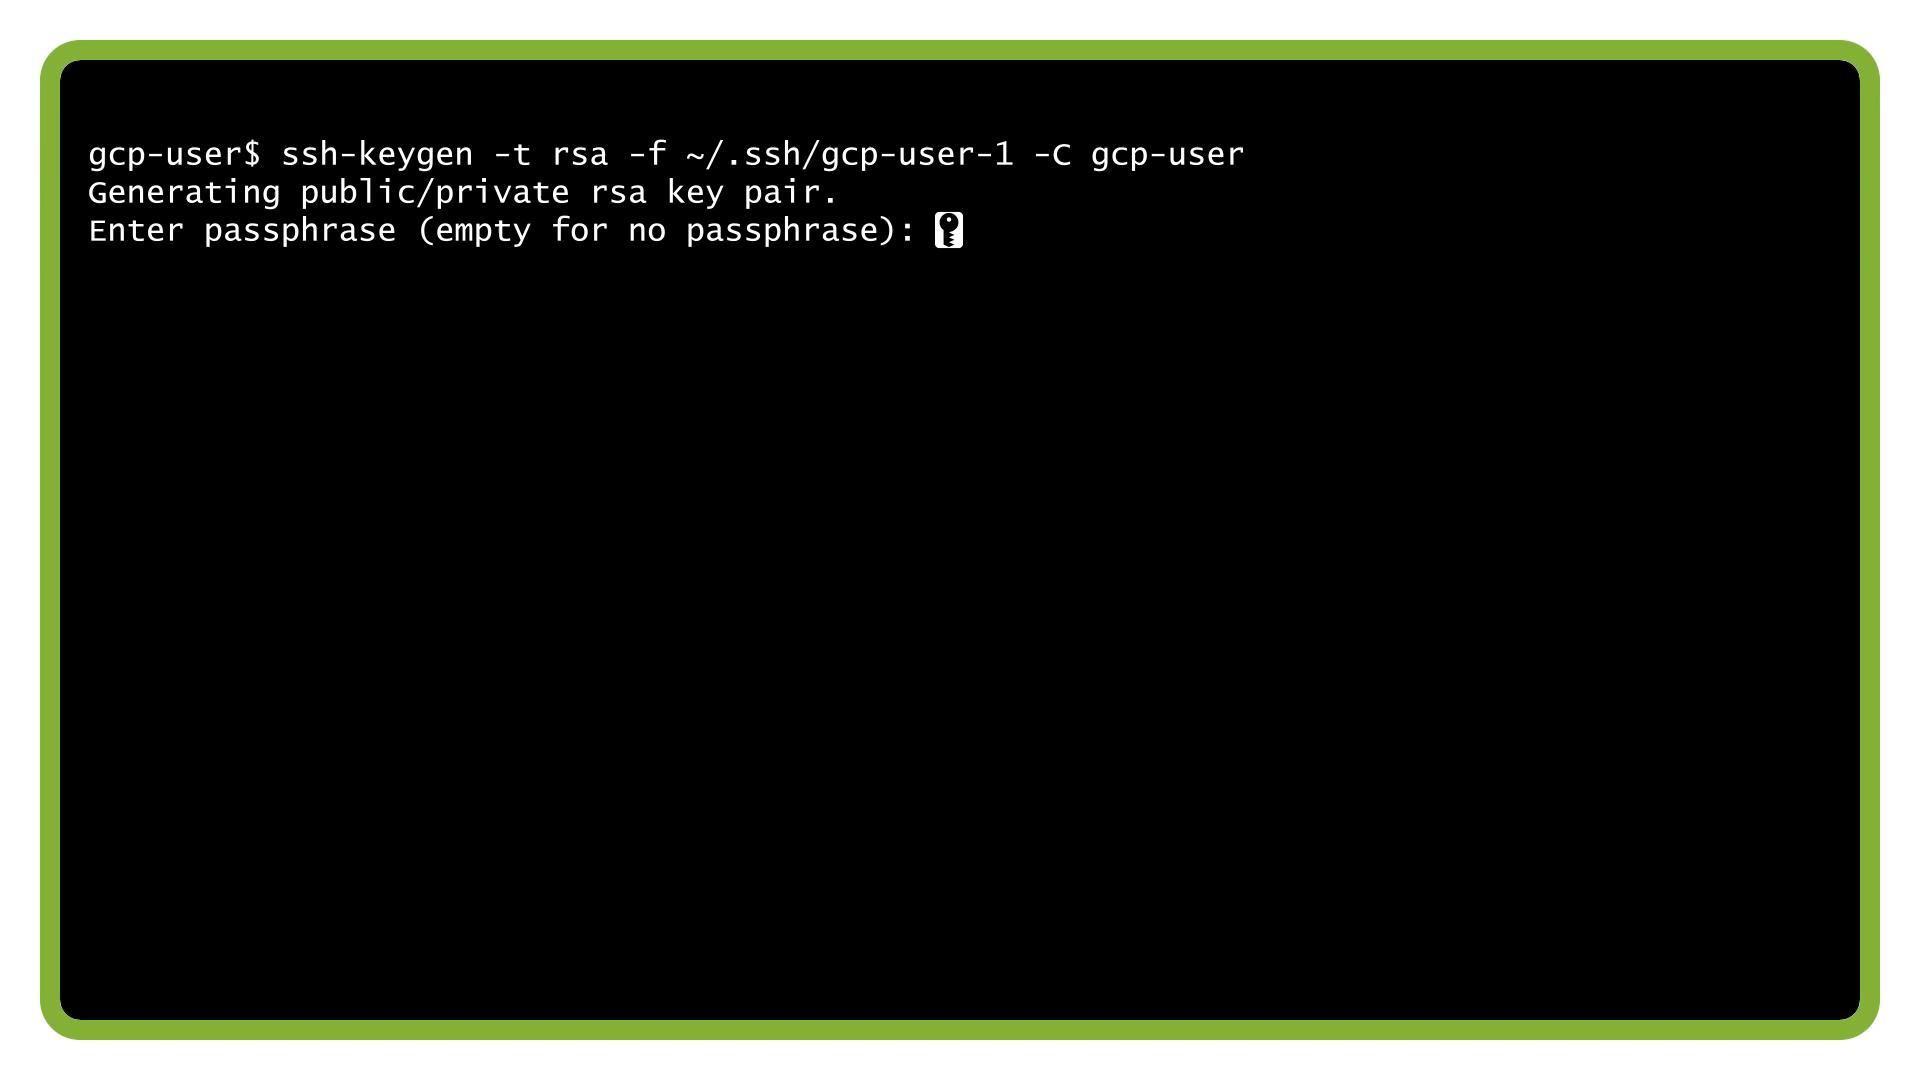 gcp-user$ ssh-keygen -t rsa -f ~/.ssh/gcp-user-1 -C gcp-user
Generating public/private rsa key pair.
Enter passphrase (empty for no passphrase):